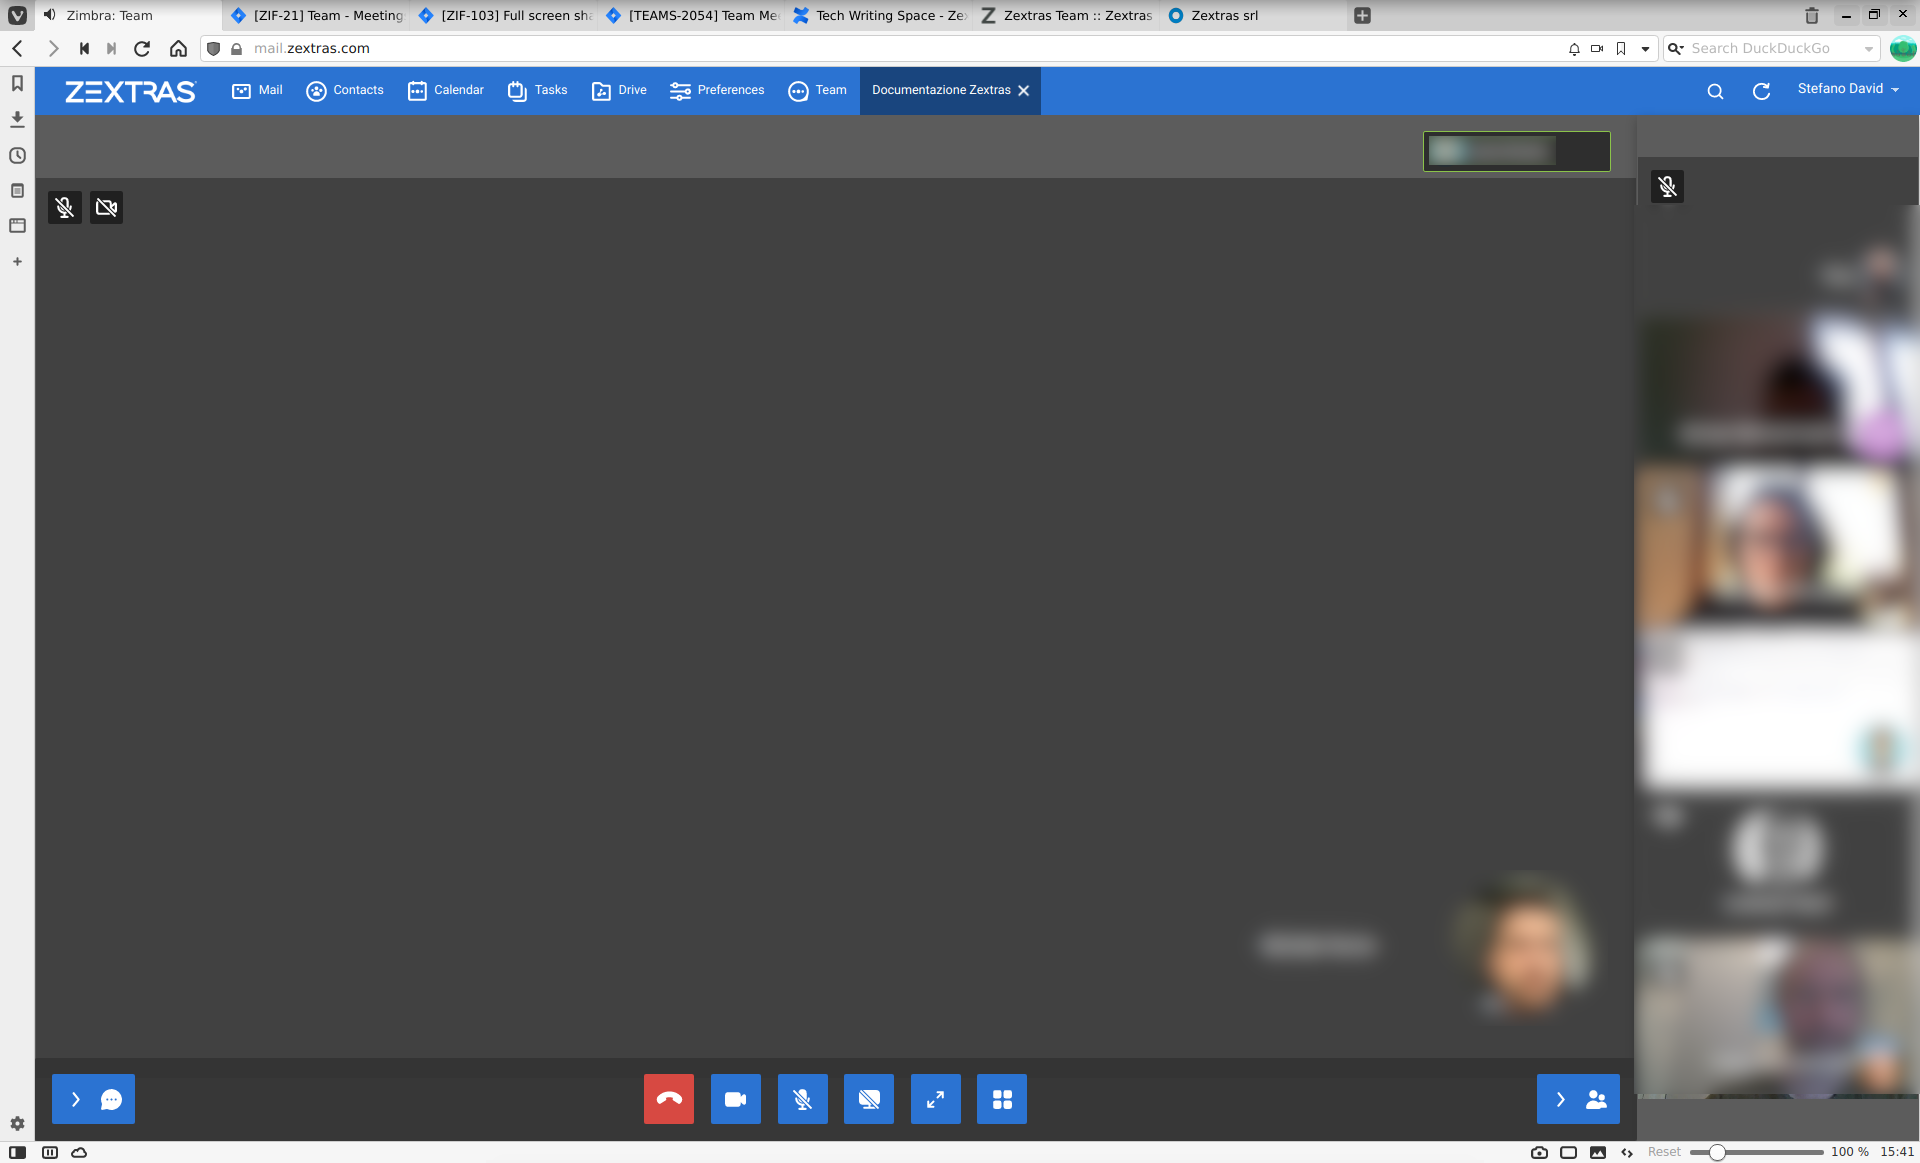 Zimbra: Team
[ZIF-21] Team - Meeting
[ZIF-103] Full screen sh
[TEAMS-2054] Team Me
Tech Writing Space - Ze
Zextras Team :: Zextras
Zextras srl
mail.zextras.com
Search DuckDuckGo
ZEXTRAS
Mail
Contacts
Calendar
Tasks
Drive
Preferences
Team
Documentazione Zextras
Stefano David
Reset
100 %
15:41